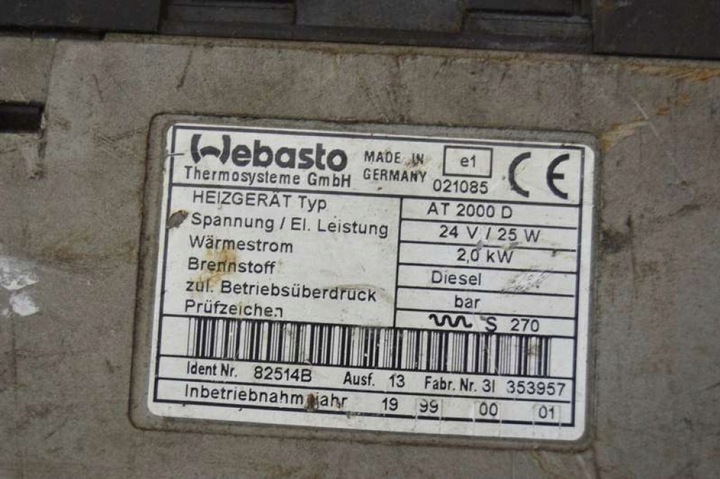 Webasto MADE IN GERMANY e1
Thermosysteme GmbH 021085 CE
HEIZGERÄT Typ AT 2000 D
Spannung / El. Leistung 24 V / 25 W
Wärmestrom 2,0 kW
Brennstoff Diesel
zul. Betriebsüberdruck bar
Prüfzeichen S 270
Ident Nr. 82514B Ausf. 13 Fabr. Nr. 3I 353957
Inbetriebnahmejahr 19 99 00 01